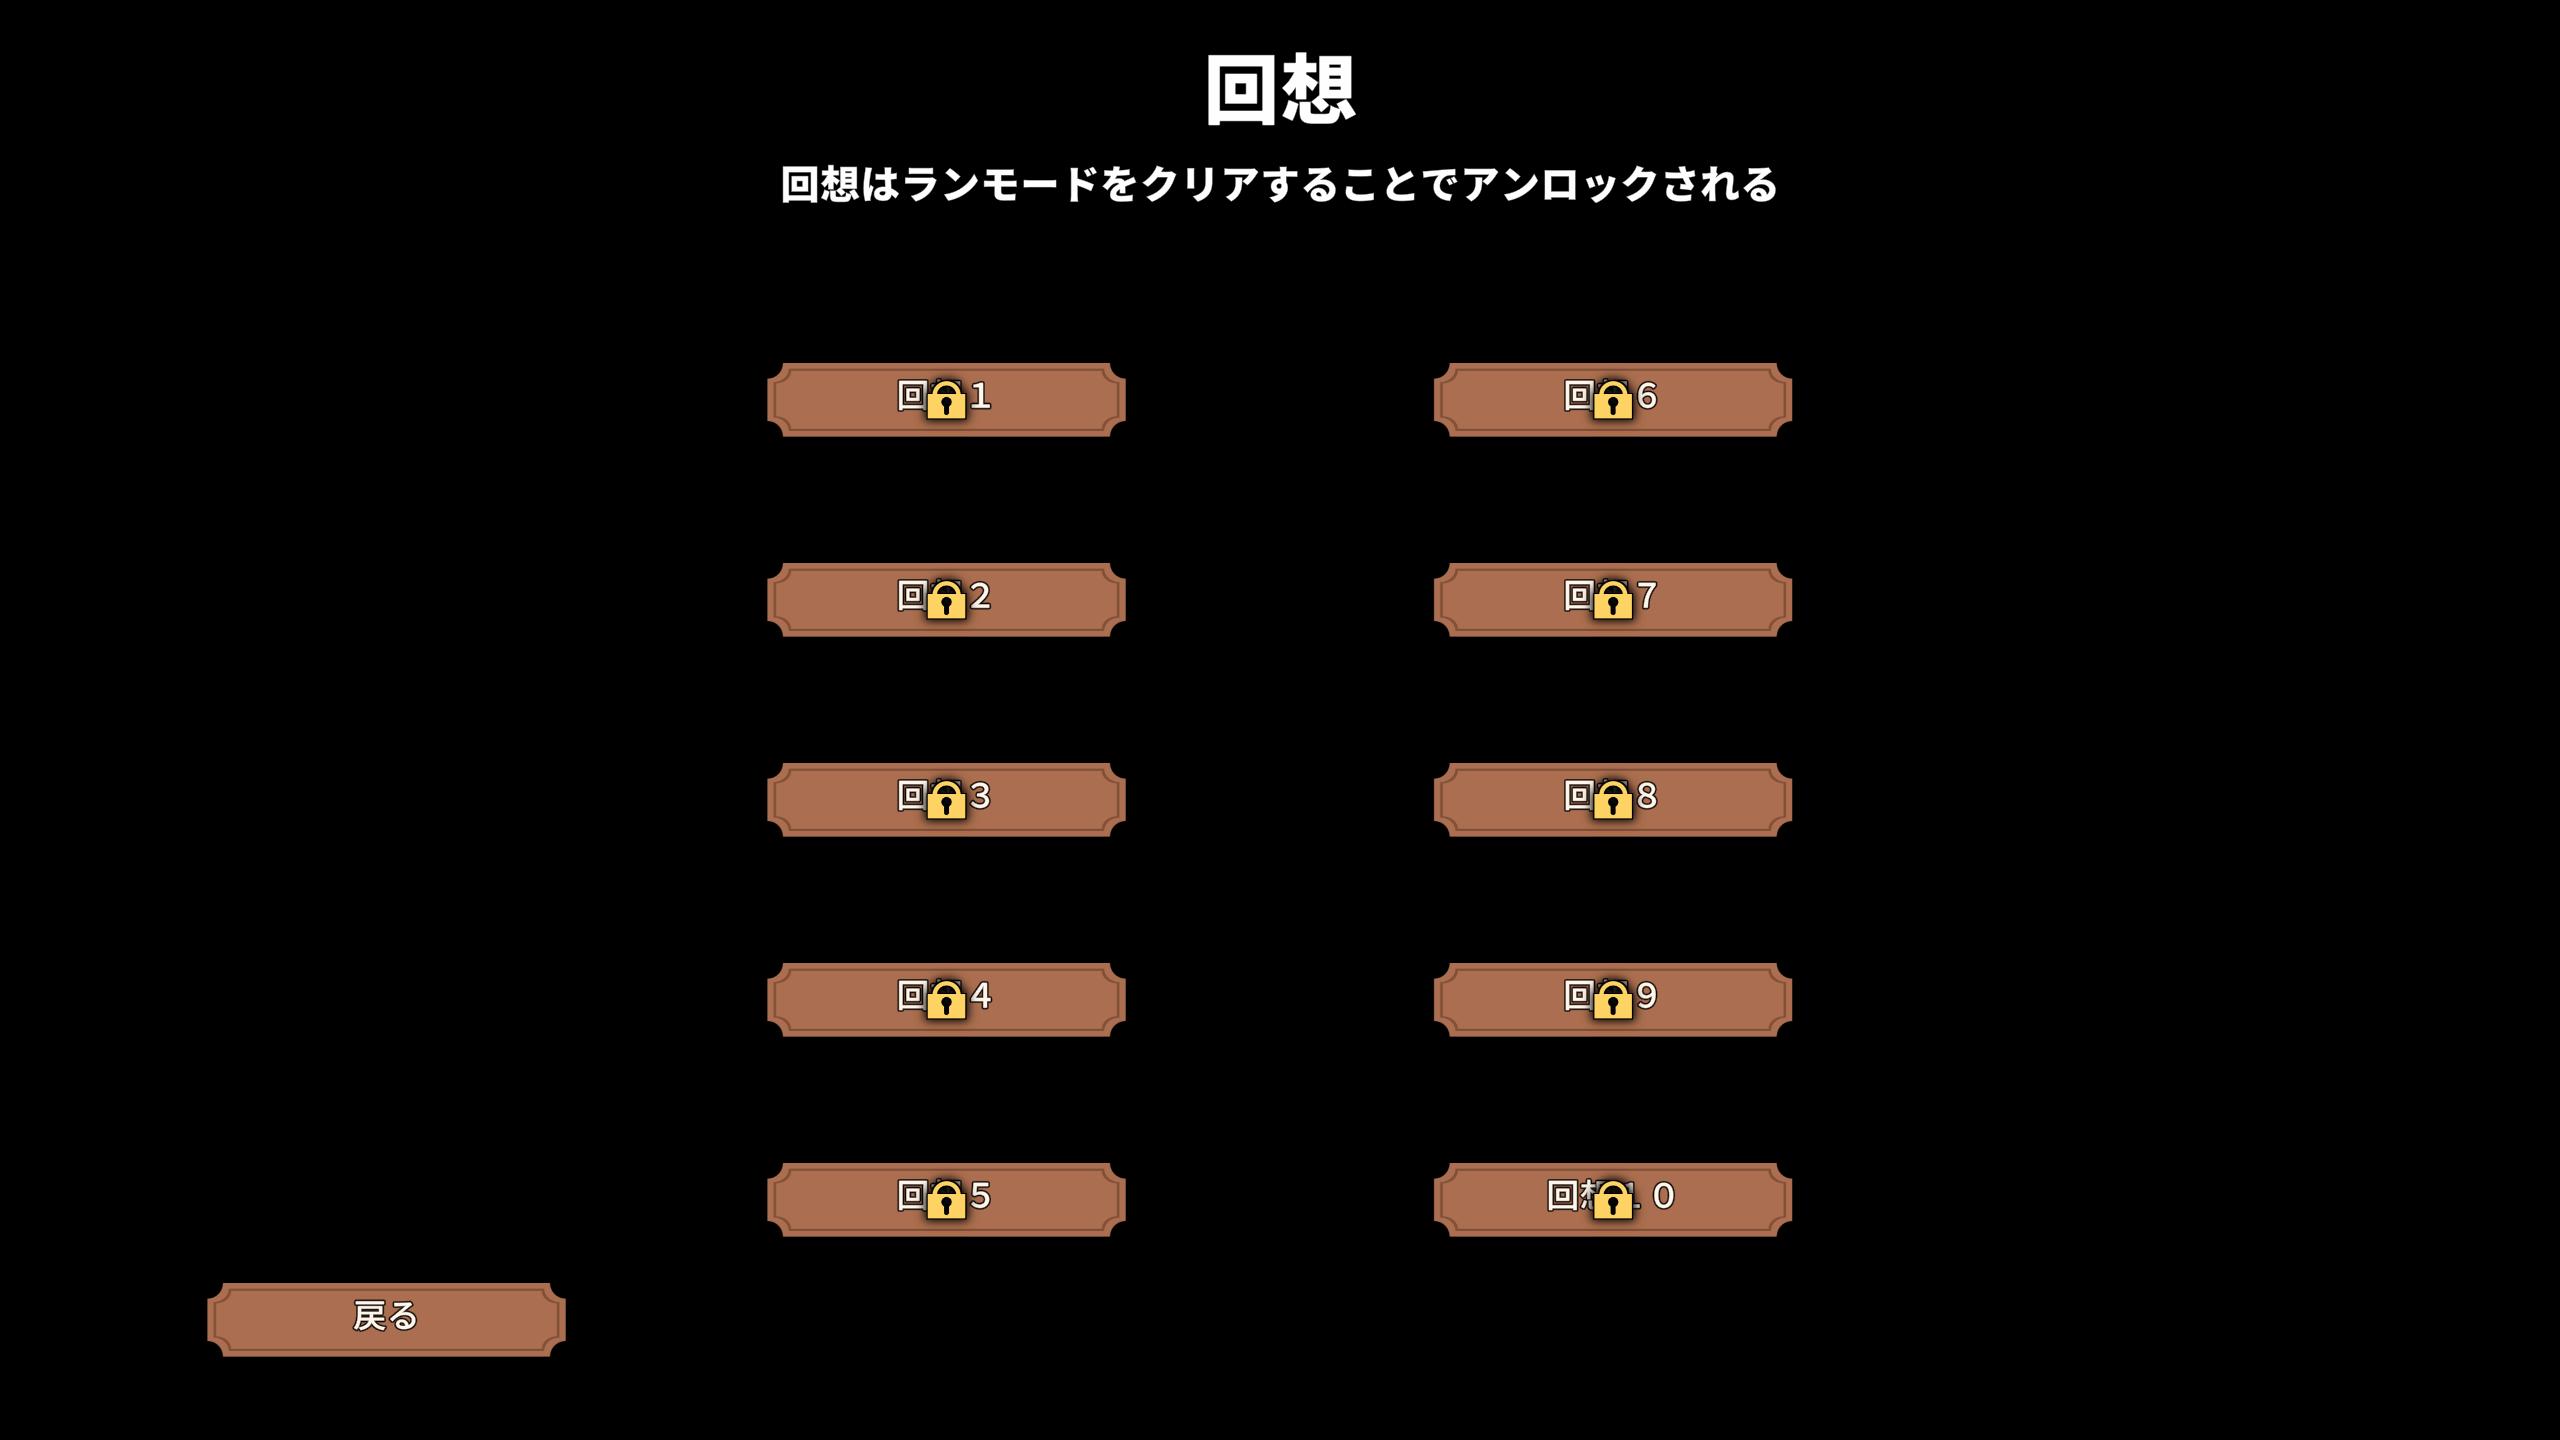 回想
回想はランモードをクリアすることでアンロックされる
回 1
回 6
回 2
回 7
回 3
回 8
回 4
回 9
回 5
回想10
戻る